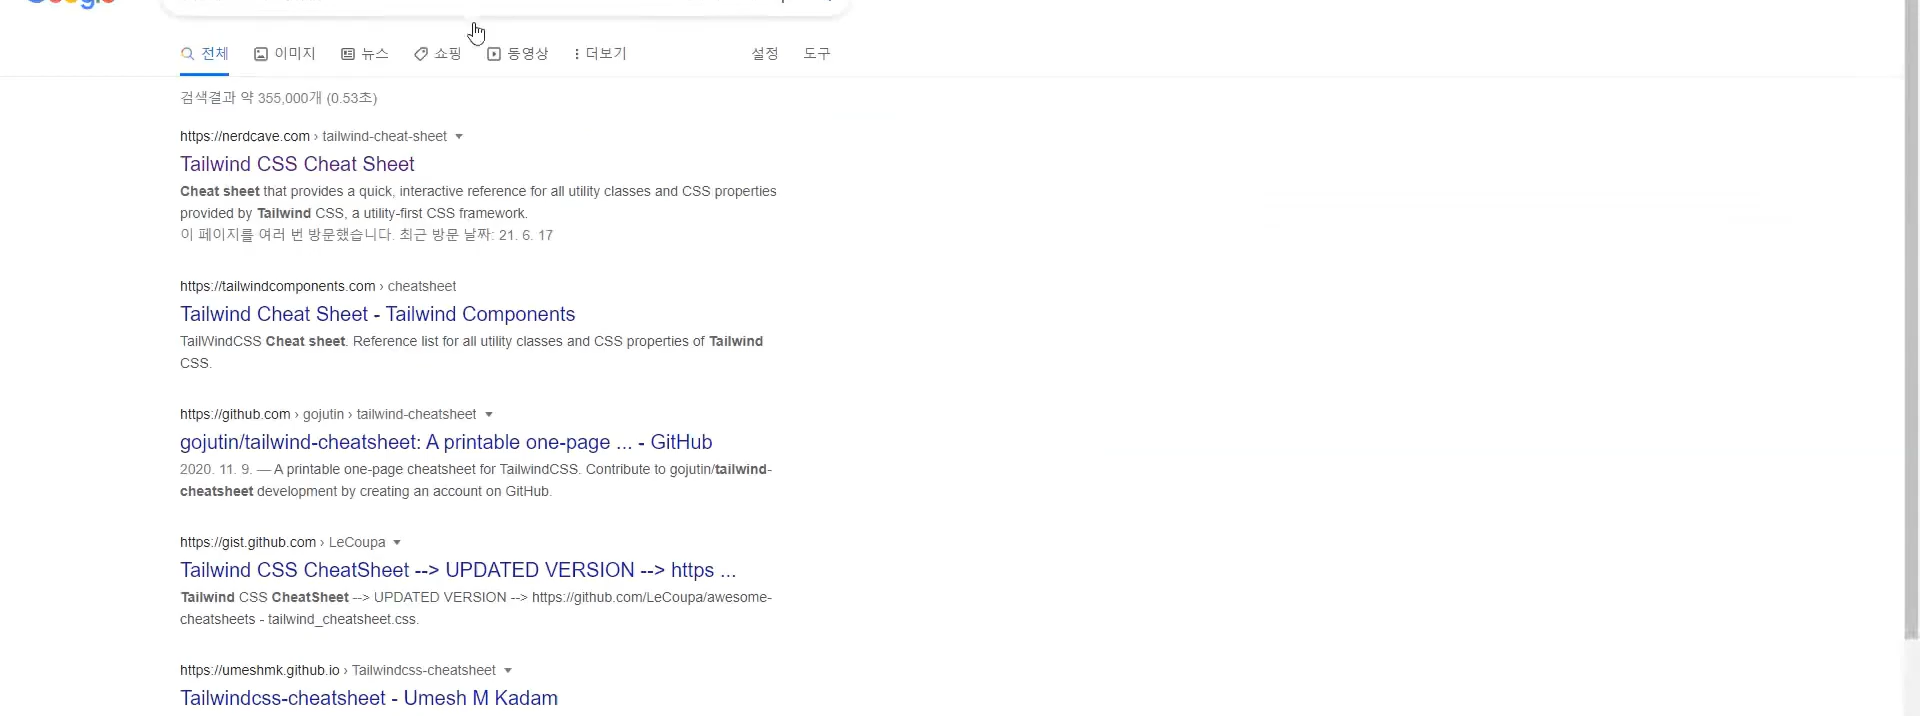 전체 이미지 뉴스 쇼핑 동영상 더보기 설정 도구
검색결과 약 355,000개 (0.53초)
https://nerdcave.com › tailwind-cheat-sheet
Tailwind CSS Cheat Sheet
Cheat sheet that provides a quick, interactive reference for all utility classes and CSS properties
provided by Tailwind CSS, a utility-first CSS framework.
이 페이지를 여러 번 방문했습니다. 최근 방문 날짜: 21. 6. 17
https://tailwindcomponents.com › cheatsheet
Tailwind Cheat Sheet - Tailwind Components
TailWindCSS Cheat sheet. Reference list for all utility classes and CSS properties of Tailwind
CSS.
https://github.com › gojutin › tailwind-cheatsheet
gojutin/tailwind-cheatsheet: A printable one-page ... - GitHub
2020. 11. 9. — A printable one-page cheatsheet for TailwindCSS. Contribute to gojutin/tailwind-
cheatsheet development by creating an account on GitHub.
https://gist.github.com › LeCoupa
Tailwind CSS CheatSheet --> UPDATED VERSION --> https ...
Tailwind CSS CheatSheet --> UPDATED VERSION --> https://github.com/LeCoupa/awesome-
cheatsheets - tailwind_cheatsheet.css.
https://umeshmk.github.io › Tailwindcss-cheatsheet
Tailwindcss-cheatsheet - Umesh M Kadam